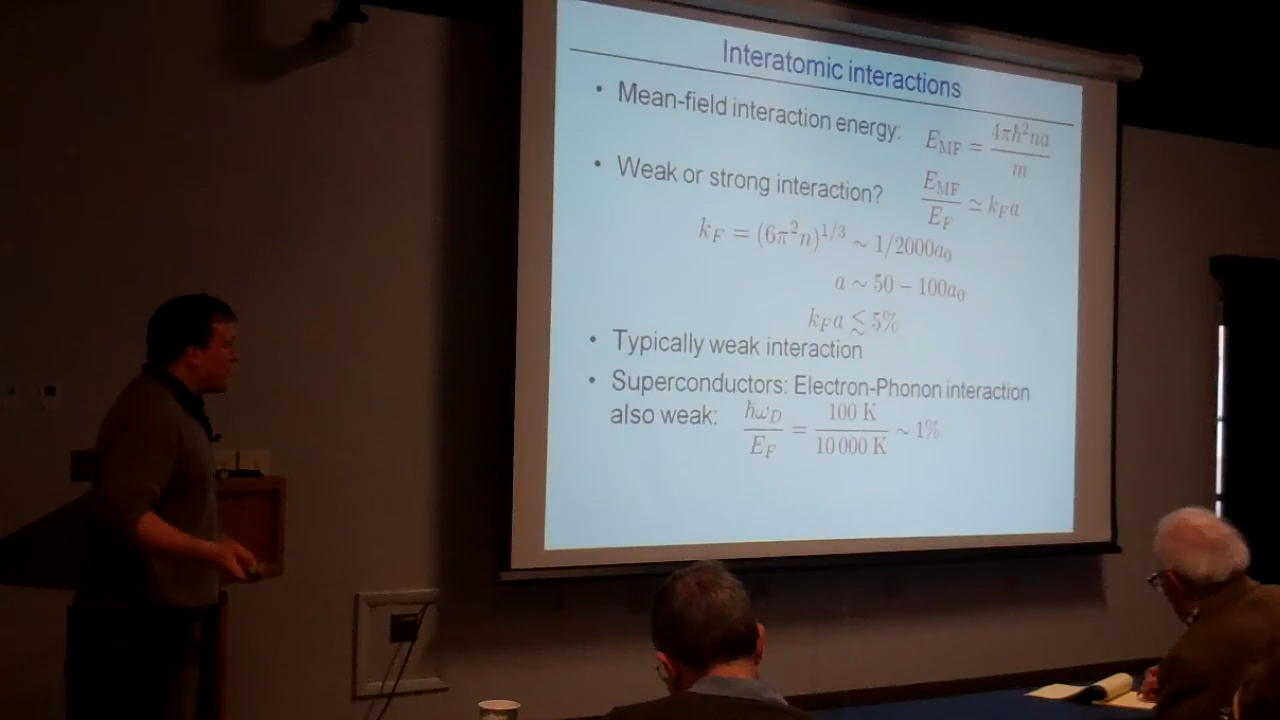 Interatomic interactions
• Mean-field interaction energy: E_MF = 4πℏ²na / m
• Weak or strong interaction? E_MF / E_F ≃ k_F a
k_F = (6π²n)^{1/3} ~ 1/2000a₀
a ~ 50 − 100a₀
k_F a ≲ 5%
• Typically weak interaction
• Superconductors: Electron-Phonon interaction
also weak: ℏω_D / E_F = 100 K / 10 000 K ~ 1%